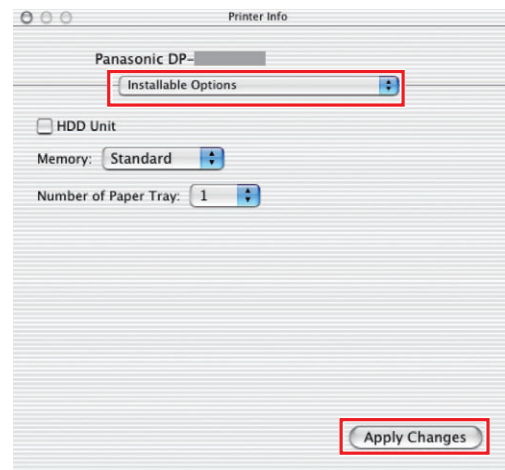 Printer Info
Panasonic DP-
Installable Options
HDD Unit
Memory: Standard
Number of Paper Tray: 1
Apply Changes